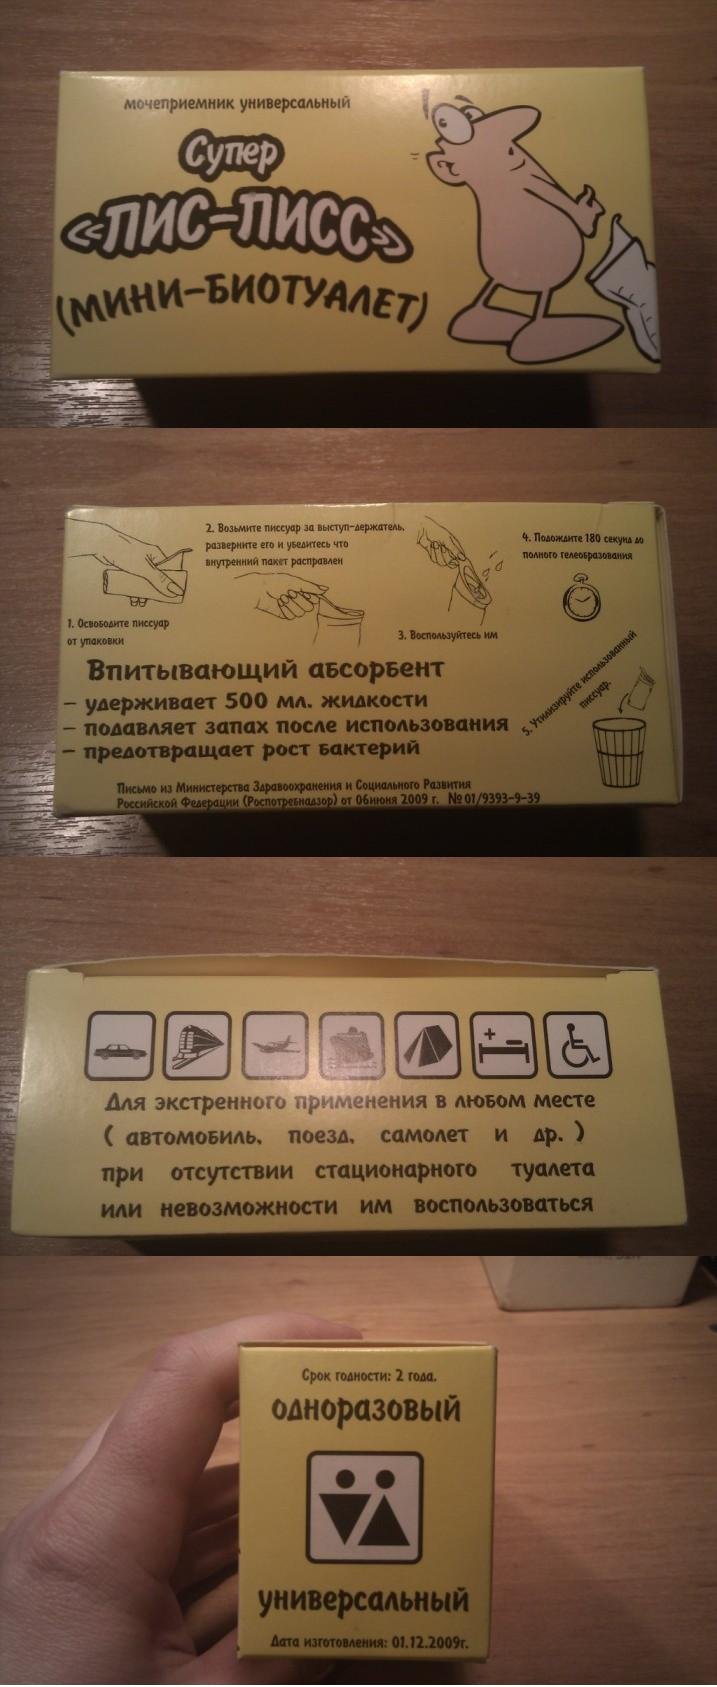 мочеприемник универсальный
Супер
«ПИС-ПИСС»
(МИНИ-БИОТУАЛЕТ)
1. Освободите писсуар
от упаковки
2. Возьмите писсуар за выступ-держатель,
разверните его и убедитесь что
внутренний пакет расправлен
3. Воспользуйтесь им
4. Подождите 180 секунд до
полного гелеобразования
5. Утилизируйте использованный
писсуар.
Впитывающий абсорбент
- удерживает 500 мл. жидкости
- подавляет запах после использования
- предотвращает рост бактерий
Письмо из Министерства Здравоохранения и Социального Развития
Российской Федерации (Роспотребнадзор) от 06июня 2009 г. № 01/9393-9-39
Для экстренного применения в любом месте
( автомобиль, поезд, самолет и др. )
при отсутствии стационарного туалета
или невозможности им воспользоваться
Срок годности: 2 года.
одноразовый
универсальный
Дата изготовления: 01.12.2009г.